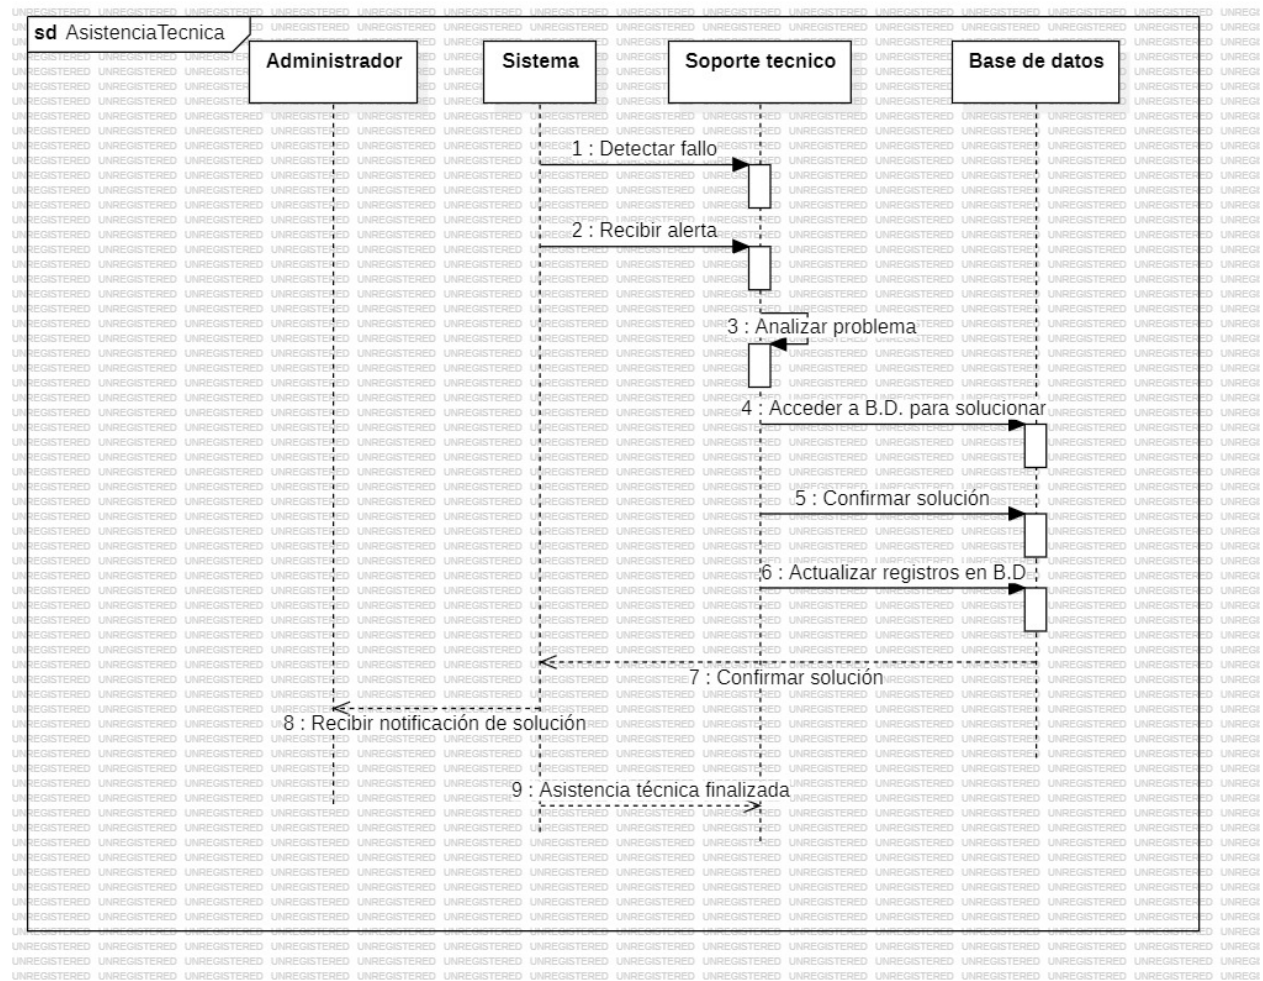 sd AsistenciaTecnica
Administrador
Sistema
Soporte tecnico
Base de datos
1 : Detectar fallo
2 : Recibir alerta
3 : Analizar problema
4 : Acceder a B.D. para solucionar
5 : Confirmar solución
6 : Actualizar registros en B.D
7 : Confirmar solución
8 : Recibir notificación de solución
9 : Asistencia técnica finalizada
UNREGISTERED